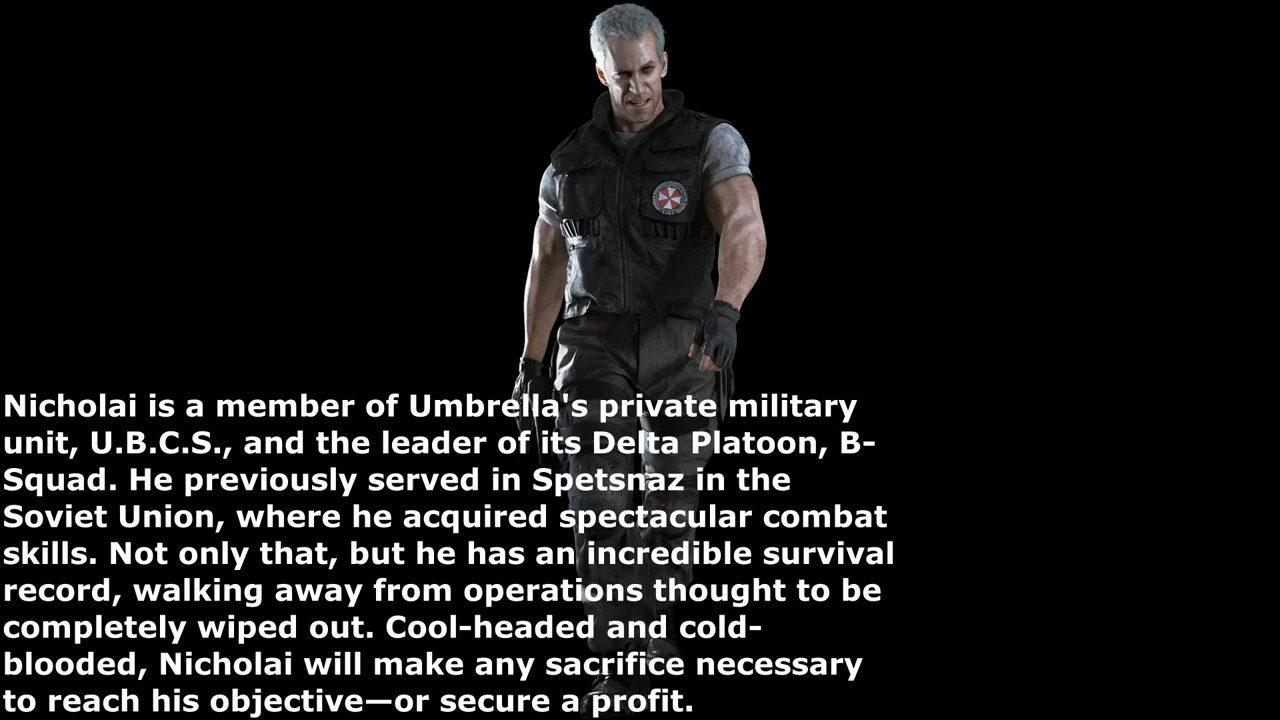 Nicholai is a member of Umbrella's private military
unit, U.B.C.S., and the leader of its Delta Platoon, B-
Squad. He previously served in Spetsnaz in the
Soviet Union, where he acquired spectacular combat
skills. Not only that, but he has an incredible survival
record, walking away from operations thought to be
completely wiped out. Cool-headed and cold-
blooded, Nicholai will make any sacrifice necessary
to reach his objective—or secure a profit.